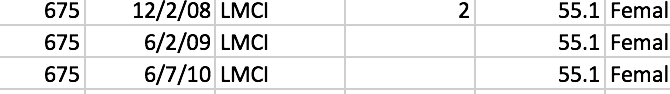 675 12/2/08 LMCI 2 55.1 Femal
675 6/2/09 LMCI 55.1 Femal
675 6/7/10 LMCI 55.1 Femal